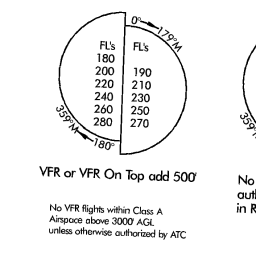 0° 179°M
FL's FL's
180
200 190
220 210
240 230
260 250
280 270
359°M 180°
VFR or VFR On Top add 500'
No VFR flights within Class A
Airspace above 3000' AGL
unless otherwise authorized by ATC
359°
No
auth
in R